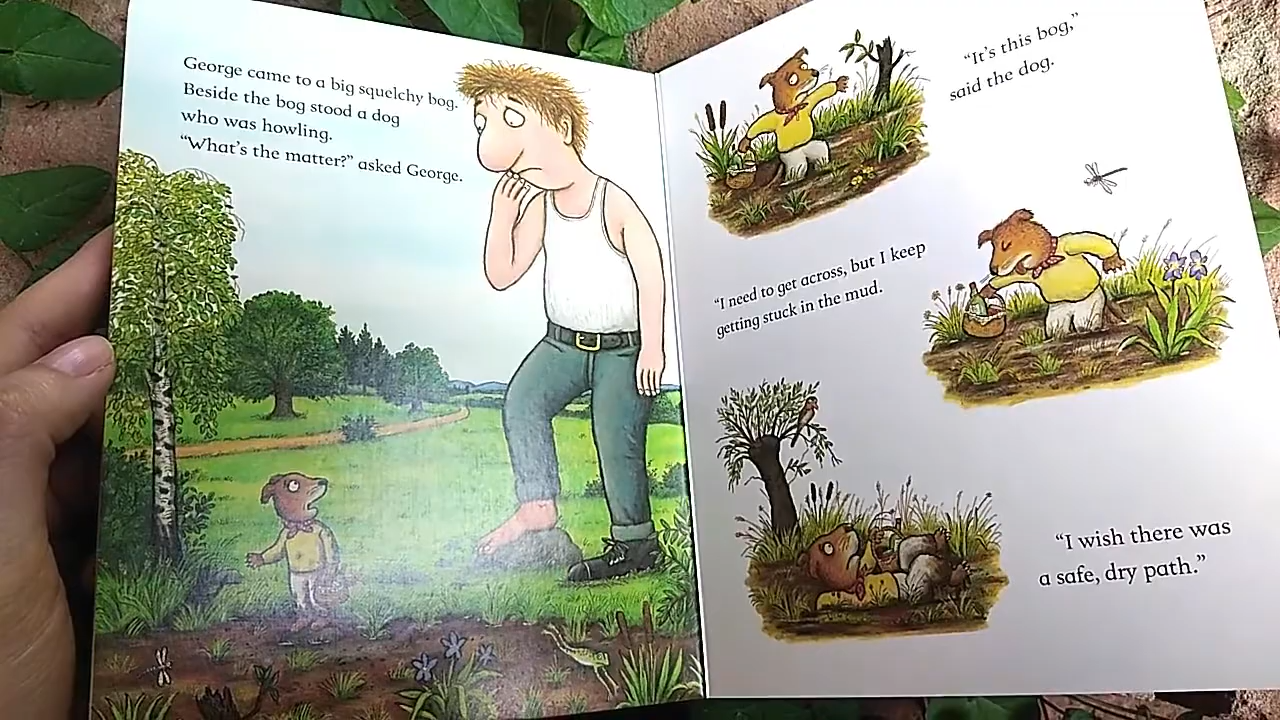 George came to a big squelchy bog.
Beside the bog stood a dog
who was howling.
“What’s the matter?” asked George.
“It’s this bog,”
said the dog.
“I need to get across, but I keep
getting stuck in the mud.
“I wish there was
a safe, dry path.”